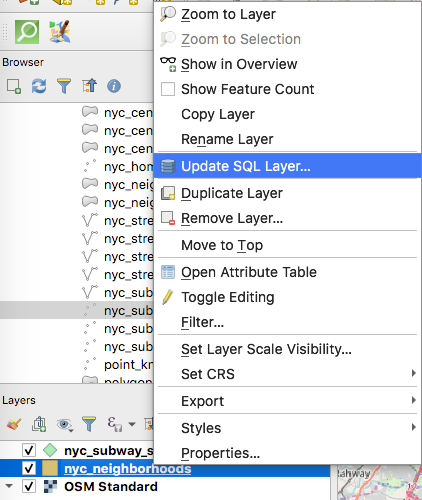 Zoom to Layer
Zoom to Selection
Show in Overview
Show Feature Count
Copy Layer
Rename Layer
Update SQL Layer...
Duplicate Layer
Remove Layer...
Move to Top
Open Attribute Table
Toggle Editing
Filter...
Set Layer Scale Visibility...
Set CRS
Export
Styles
Properties...
Browser
nyc_cen
nyc_cen
nyc_cen
nyc_hom
nyc_neig
nyc_neig
nyc_stre
nyc_stre
nyc_stre
nyc_sub
nyc_sub
nyc_sub
nyc_sub
point_kn
polygon
Layers
nyc_subway_s
nyc_neighborhoods
OSM Standard
Rahway